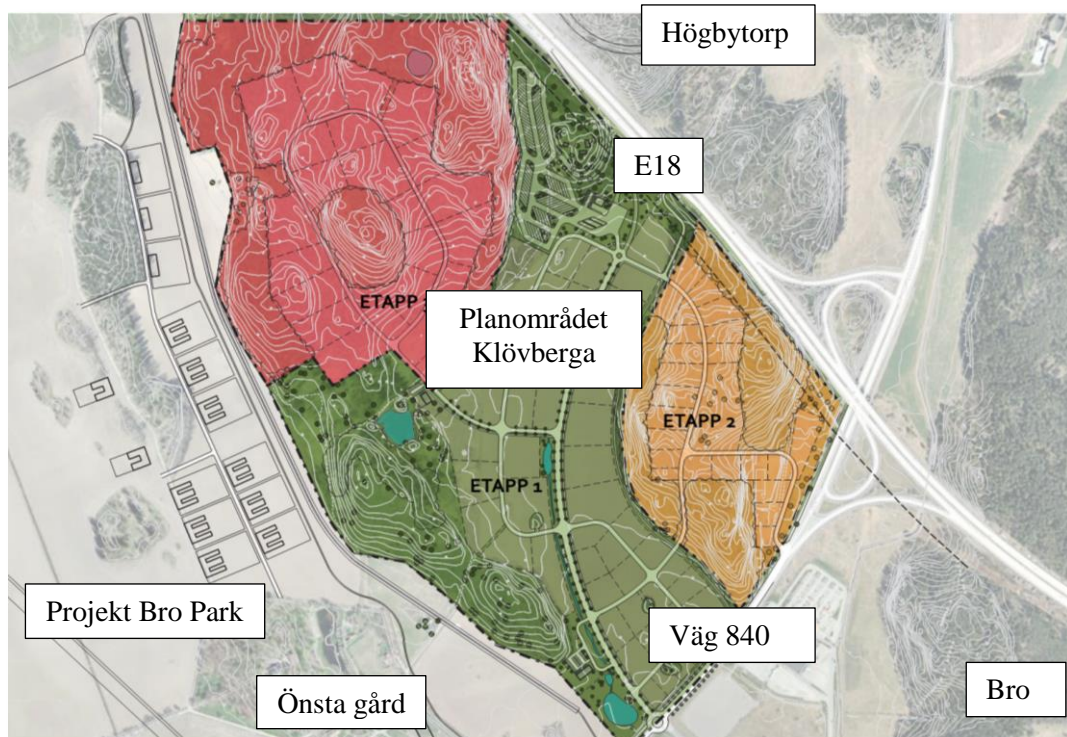 Högbytorp
E18
ETAPP
Planområdet
Klövberga
ETAPP 2
ETAPP 1
Projekt Bro Park
Väg 840
Önsta gård
Bro